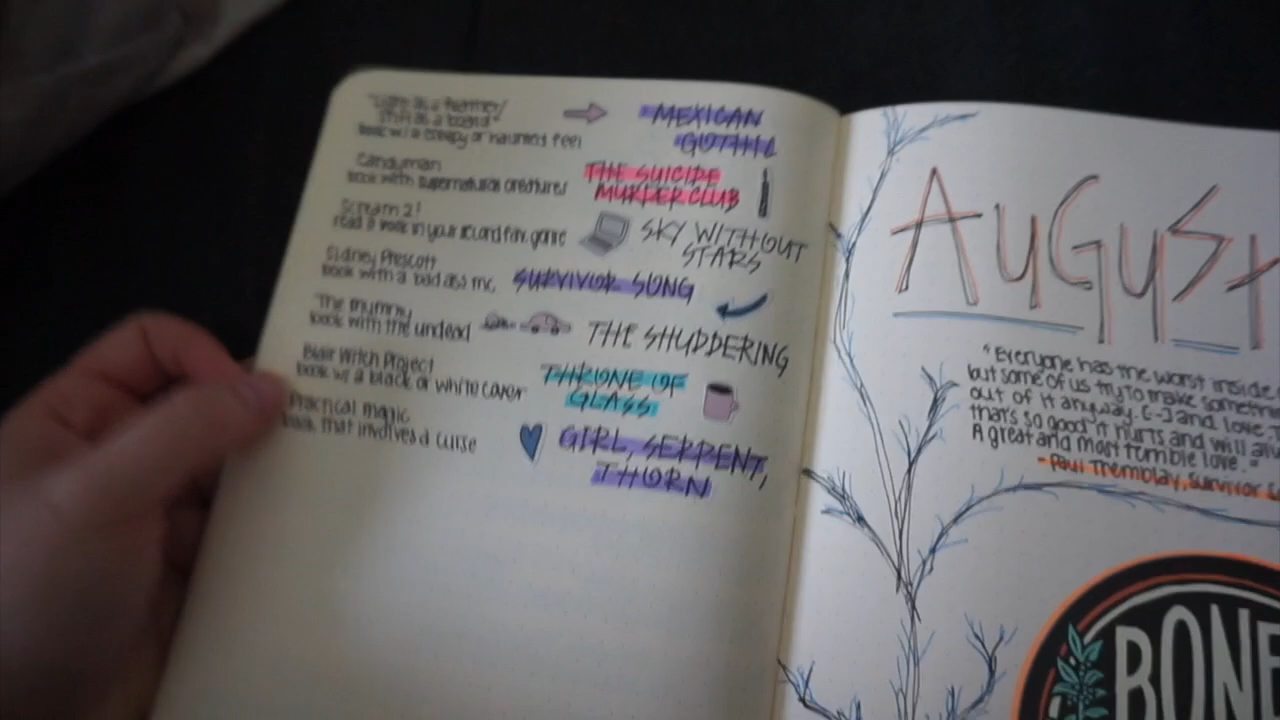 "Light as a feather/
stiff as a board"
book w/ a creepy or haunted feel
MEXICAN
GOTHIC
Candyman
book with supernatural creatures
THE SUICIDE
MURDER CLUB
Scream 2!
read a book in your second fav. genre
SKY WITHOUT
STARS
Sidney Prescott
book with a badass mc
SURVIVOR SONG
The Mummy
book with the undead
THE SHUDDERING
Blair Witch Project
book w/ a black or white cover
THRONE OF
GLASS
Practical Magic
book that involves a curse
GIRL, SERPENT,
THORN
AUGUST
"Everyone has the worst inside
but some of us try to make
out of it anyway. (-) and love
that's so good it hurts and will
A great and most terrible love."
- Paul Tremblay, Survivor
BONE